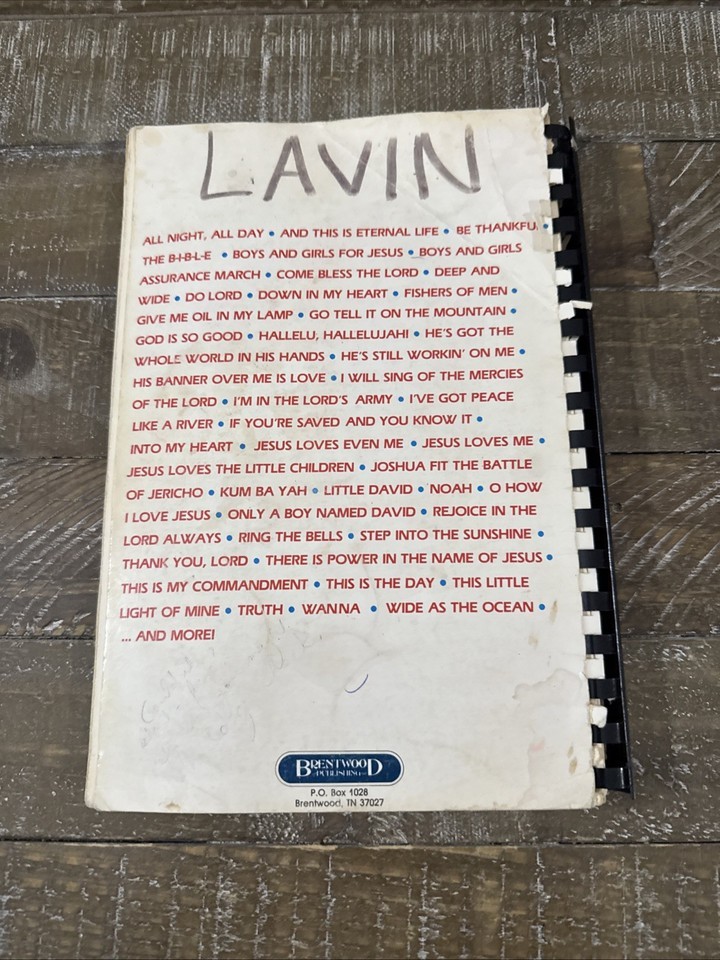 LAVIN
ALL NIGHT, ALL DAY • AND THIS IS ETERNAL LIFE • BE THANKFUL •
THE B-I-B-L-E • BOYS AND GIRLS FOR JESUS • BOYS AND GIRLS
ASSURANCE MARCH • COME BLESS THE LORD • DEEP AND
WIDE • DO LORD • DOWN IN MY HEART • FISHERS OF MEN •
GIVE ME OIL IN MY LAMP • GO TELL IT ON THE MOUNTAIN •
GOD IS SO GOOD • HALLELU, HALLELUJAH! • HE'S GOT THE
WHOLE WORLD IN HIS HANDS • HE'S STILL WORKIN' ON ME •
HIS BANNER OVER ME IS LOVE • I WILL SING OF THE MERCIES
OF THE LORD • I'M IN THE LORD'S ARMY • I'VE GOT PEACE
LIKE A RIVER • IF YOU'RE SAVED AND YOU KNOW IT •
INTO MY HEART • JESUS LOVES EVEN ME • JESUS LOVES ME •
JESUS LOVES THE LITTLE CHILDREN • JOSHUA FIT THE BATTLE
OF JERICHO • KUM BA YAH • LITTLE DAVID • NOAH • O HOW
I LOVE JESUS • ONLY A BOY NAMED DAVID • REJOICE IN THE
LORD ALWAYS • RING THE BELLS • STEP INTO THE SUNSHINE •
THANK YOU, LORD • THERE IS POWER IN THE NAME OF JESUS •
THIS IS MY COMMANDMENT • THIS IS THE DAY • THIS LITTLE
LIGHT OF MINE • TRUTH • WANNA • WIDE AS THE OCEAN •
... AND MORE!
BRENTWOOD
PUBLISHING
P.O. Box 1028
Brentwood, TN 37027